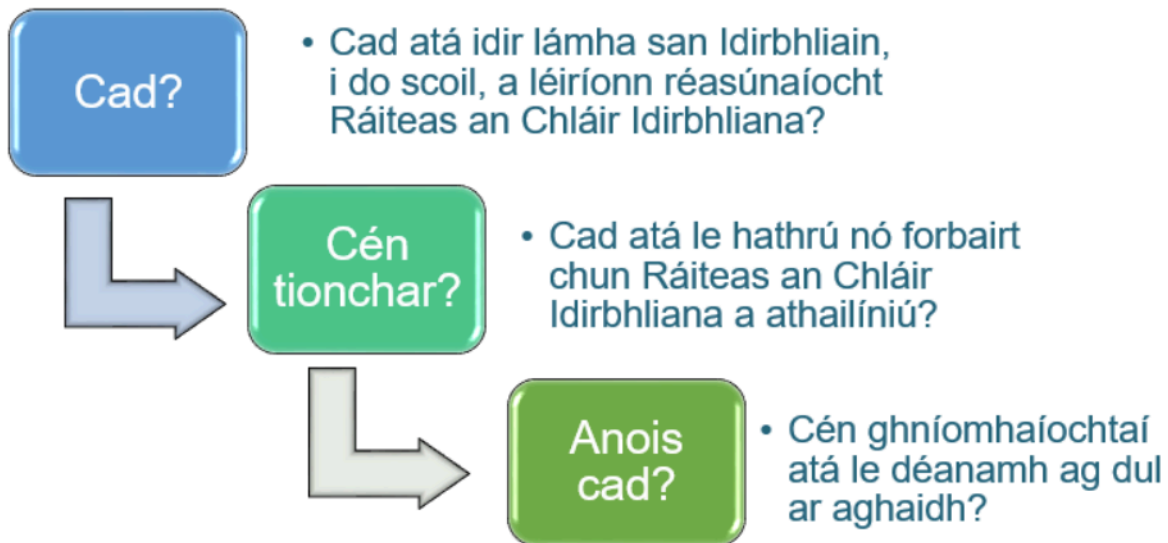 Cad?
• Cad atá idir lámha san Idirbhliain,
i do scoil, a léiríonn réasúnaíocht
Ráiteas an Chláir Idirbhliana?
Cén
tionchar?
• Cad atá le hathrú nó forbairt
chun Ráiteas an Chláir
Idirbhliana a athailíniú?
Anois
cad?
• Cén ghníomhaíochtaí
atá le déanamh ag dul
ar aghaidh?